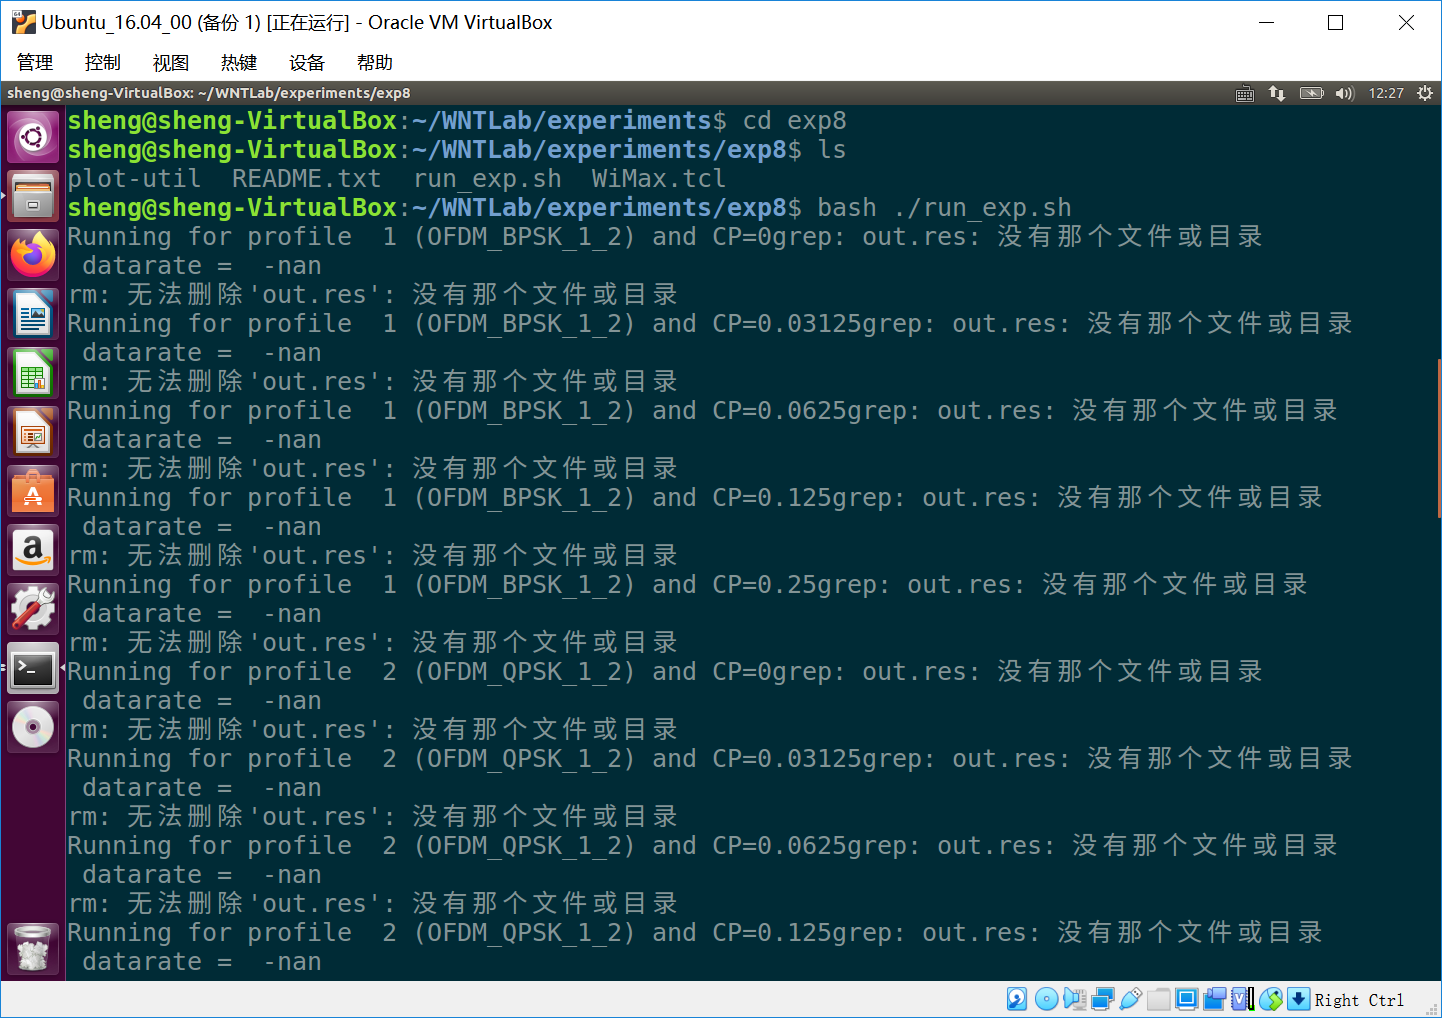 Ubuntu_16.04_00 (备份 1) [正在运行] - Oracle VM VirtualBox
管理 控制 视图 热键 设备 帮助
sheng@sheng-VirtualBox: ~/WNTLab/experiments/exp8 12:27
sheng@sheng-VirtualBox:~/WNTLab/experiments$ cd exp8
sheng@sheng-VirtualBox:~/WNTLab/experiments/exp8$ ls
plot-util  README.txt  run_exp.sh  WiMax.tcl
sheng@sheng-VirtualBox:~/WNTLab/experiments/exp8$ bash ./run_exp.sh
Running for profile  1 (OFDM_BPSK_1_2) and CP=0grep: out.res: 没有那个文件或目录
 datarate =  -nan
rm: 无法删除'out.res': 没有那个文件或目录
Running for profile  1 (OFDM_BPSK_1_2) and CP=0.03125grep: out.res: 没有那个文件或目录
 datarate =  -nan
rm: 无法删除'out.res': 没有那个文件或目录
Running for profile  1 (OFDM_BPSK_1_2) and CP=0.0625grep: out.res: 没有那个文件或目录
 datarate =  -nan
rm: 无法删除'out.res': 没有那个文件或目录
Running for profile  1 (OFDM_BPSK_1_2) and CP=0.125grep: out.res: 没有那个文件或目录
 datarate =  -nan
rm: 无法删除'out.res': 没有那个文件或目录
Running for profile  1 (OFDM_BPSK_1_2) and CP=0.25grep: out.res: 没有那个文件或目录
 datarate =  -nan
rm: 无法删除'out.res': 没有那个文件或目录
Running for profile  2 (OFDM_QPSK_1_2) and CP=0grep: out.res: 没有那个文件或目录
 datarate =  -nan
rm: 无法删除'out.res': 没有那个文件或目录
Running for profile  2 (OFDM_QPSK_1_2) and CP=0.03125grep: out.res: 没有那个文件或目录
 datarate =  -nan
rm: 无法删除'out.res': 没有那个文件或目录
Running for profile  2 (OFDM_QPSK_1_2) and CP=0.0625grep: out.res: 没有那个文件或目录
 datarate =  -nan
rm: 无法删除'out.res': 没有那个文件或目录
Running for profile  2 (OFDM_QPSK_1_2) and CP=0.125grep: out.res: 没有那个文件或目录
 datarate =  -nan
Right Ctrl